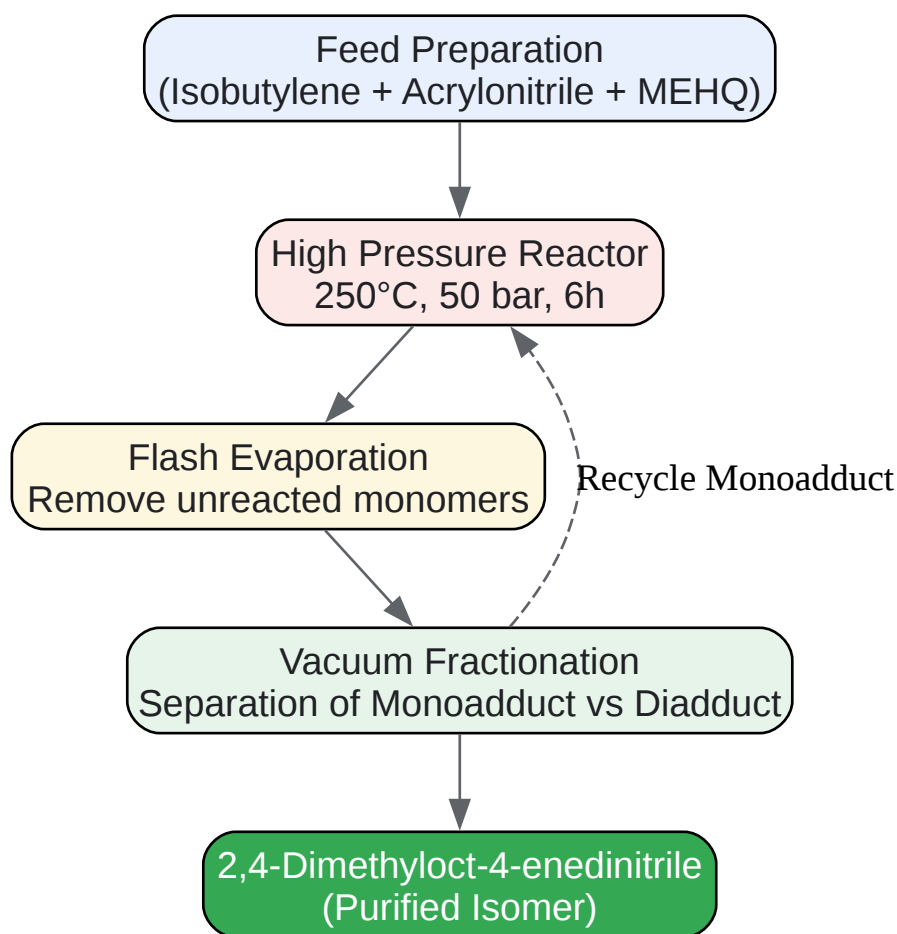 Feed Preparation
(Isobutylene + Acrylonitrile + MEHQ)
High Pressure Reactor
250°C, 50 bar, 6h
Flash Evaporation
Remove unreacted monomers
Recycle Monoadduct
Vacuum Fractionation
Separation of Monoadduct vs Diadduct
2,4-Dimethyloct-4-enedinitrile
(Purified Isomer)